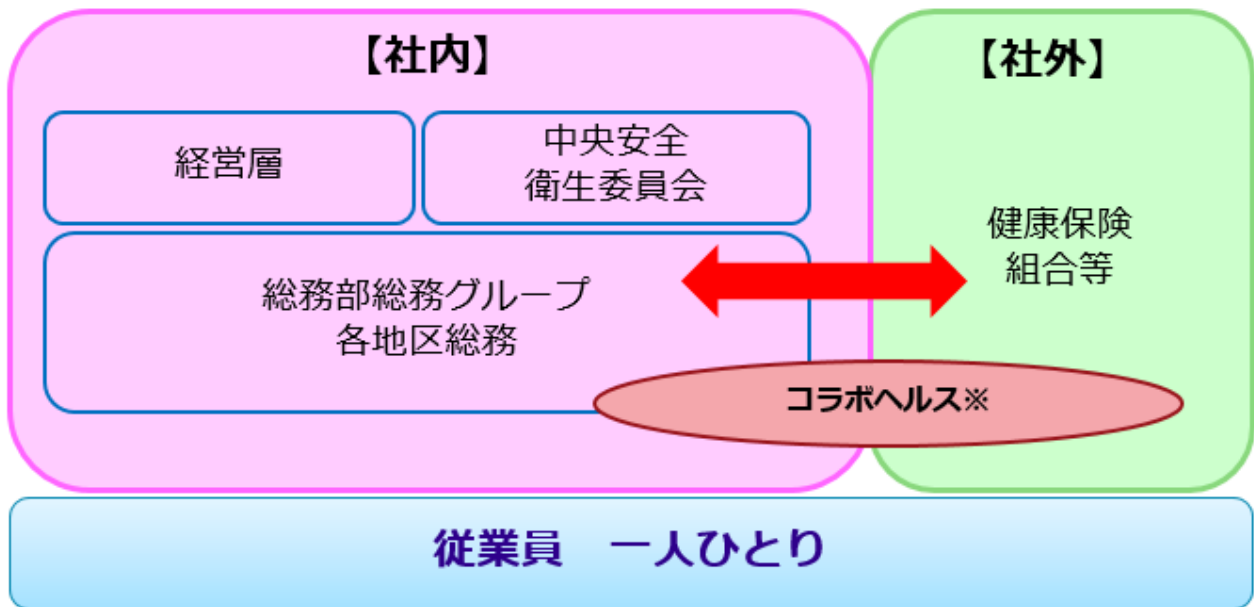 【社内】
【社外】
経営層
中央安全
衛生委員会
健康保険
組合等
総務部総務グループ
各地区総務
コラボヘルス※
従業員　一人ひとり